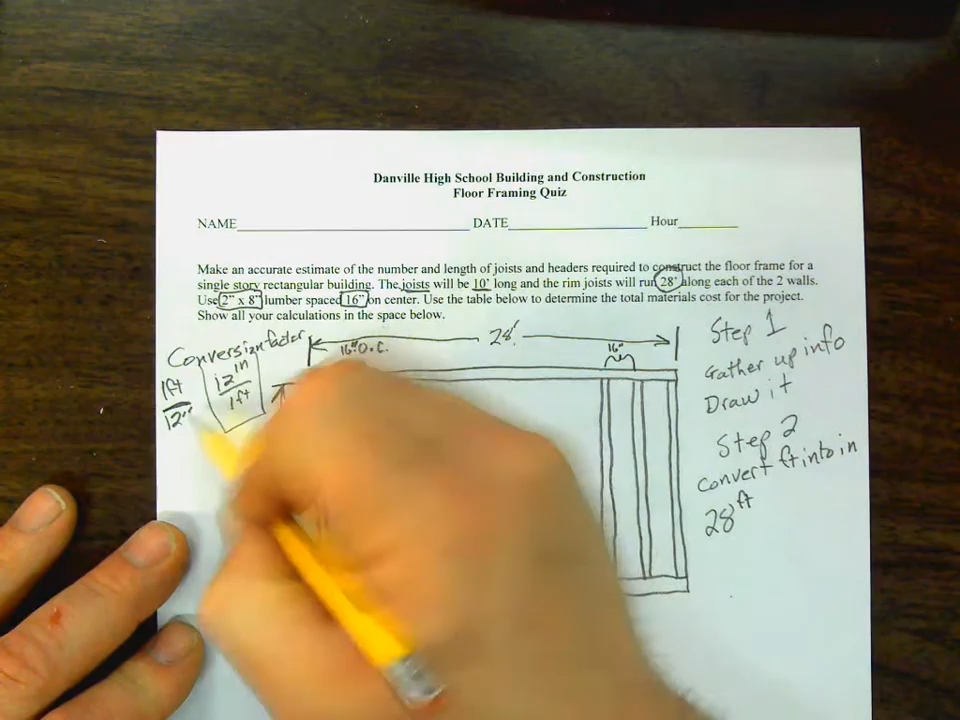 Danville High School Building and Construction
Floor Framing Quiz
NAME DATE Hour
Make an accurate estimate of the number and length of joists and headers required to construct the floor frame for a
single story rectangular building. The joists will be 10' long and the rim joists will run 28' along each of the 2 walls.
Use 2" x 8" lumber spaced 16" on center. Use the table below to determine the total materials cost for the project.
Show all your calculations in the space below.
Conversion factor
1ft
12"
12in
1ft
28'
16" O.C.
16"
Step 1
Gather up info
Draw it
Step 2
convert ft into in
28 ft